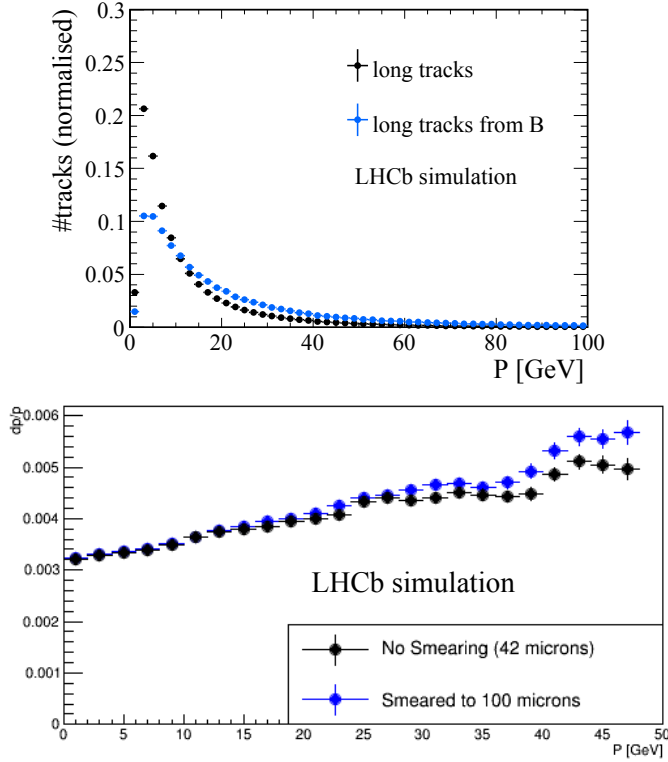 0.3
0.25
0.2
0.15
0.1
0.05
0
#tracks (normalised)
long tracks
long tracks from B
LHCb simulation
0 20 40 60 80 100
P [GeV]
dp/p
0.006
0.005
0.004
0.003
0.002
0.001
0
LHCb simulation
No Smearing (42 microns)
Smeared to 100 microns
0 5 10 15 20 25 30 35 40 45 50
P [GeV]